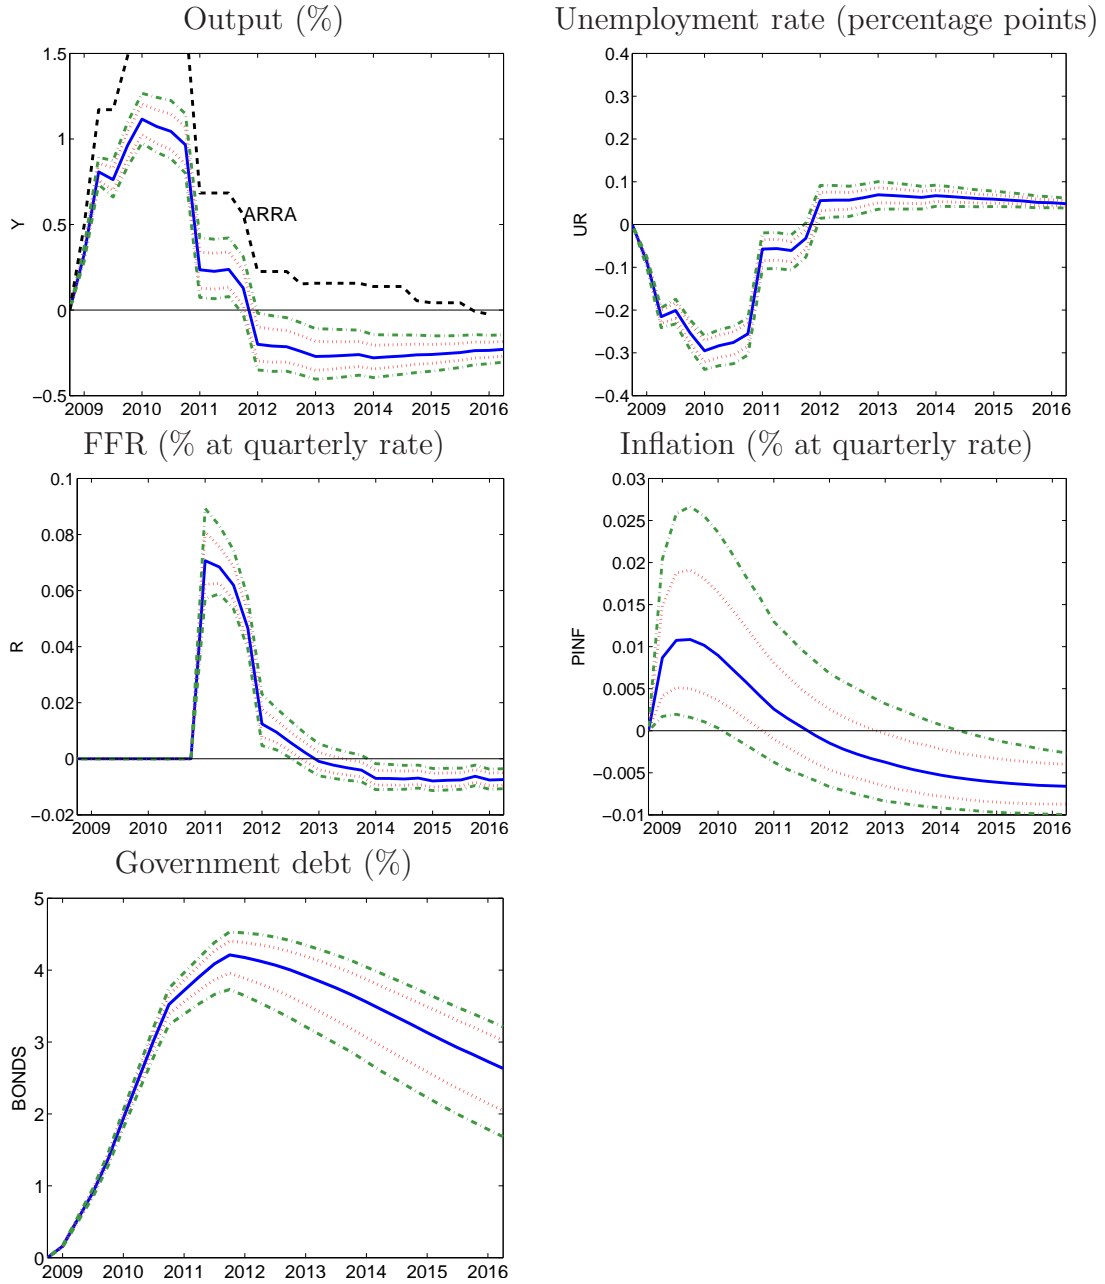 Output (%)
1.5
1
0.5
0
−0.5
Y
ARRA
2009 2010 2011 2012 2013 2014 2015 2016
Unemployment rate (percentage points)
0.4
0.3
0.2
0.1
0
−0.1
−0.2
−0.3
−0.4
UR
2009 2010 2011 2012 2013 2014 2015 2016
FFR (% at quarterly rate)
0.1
0.08
0.06
0.04
0.02
0
−0.02
R
2009 2010 2011 2012 2013 2014 2015 2016
Inflation (% at quarterly rate)
0.03
0.025
0.02
0.015
0.01
0.005
0
−0.005
−0.01
PINF
2009 2010 2011 2012 2013 2014 2015 2016
Government debt (%)
5
4
3
2
1
0
BONDS
2009 2010 2011 2012 2013 2014 2015 2016